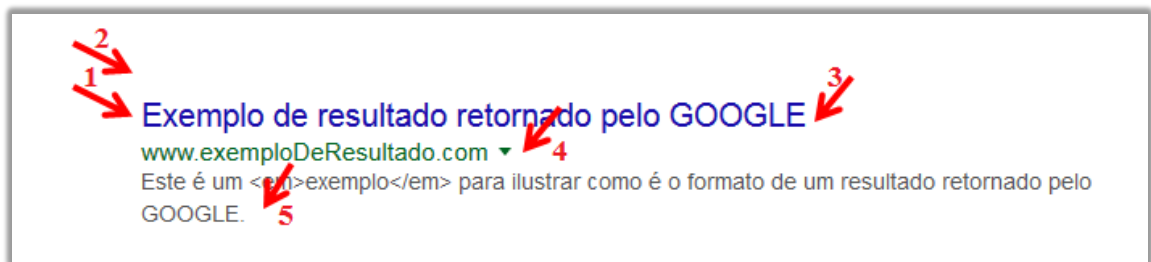 2
1
3
Exemplo de resultado retornado pelo GOOGLE
www.exemploDeResultado.com
4
Este é um <em>exemplo</em> para ilustrar como é o formato de um resultado retornado pelo
GOOGLE.
5